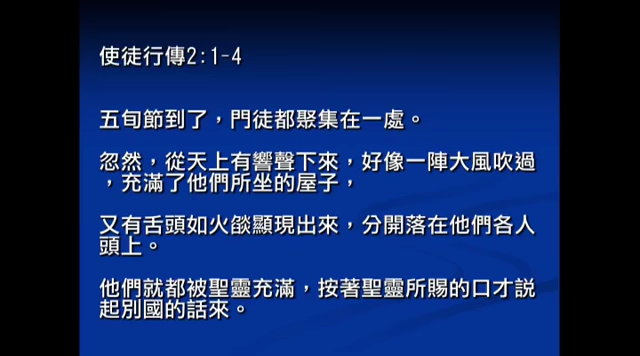 使徒行傳2:1-4
五旬節到了，門徒都聚集在一處。
忽然，從天上有響聲下來，好像一陣大風吹過
，充滿了他們所坐的屋子，
又有舌頭如火燄顯現出來，分開落在他們各人
頭上。
他們就都被聖靈充滿，按著聖靈所賜的口才説
起別國的話來。